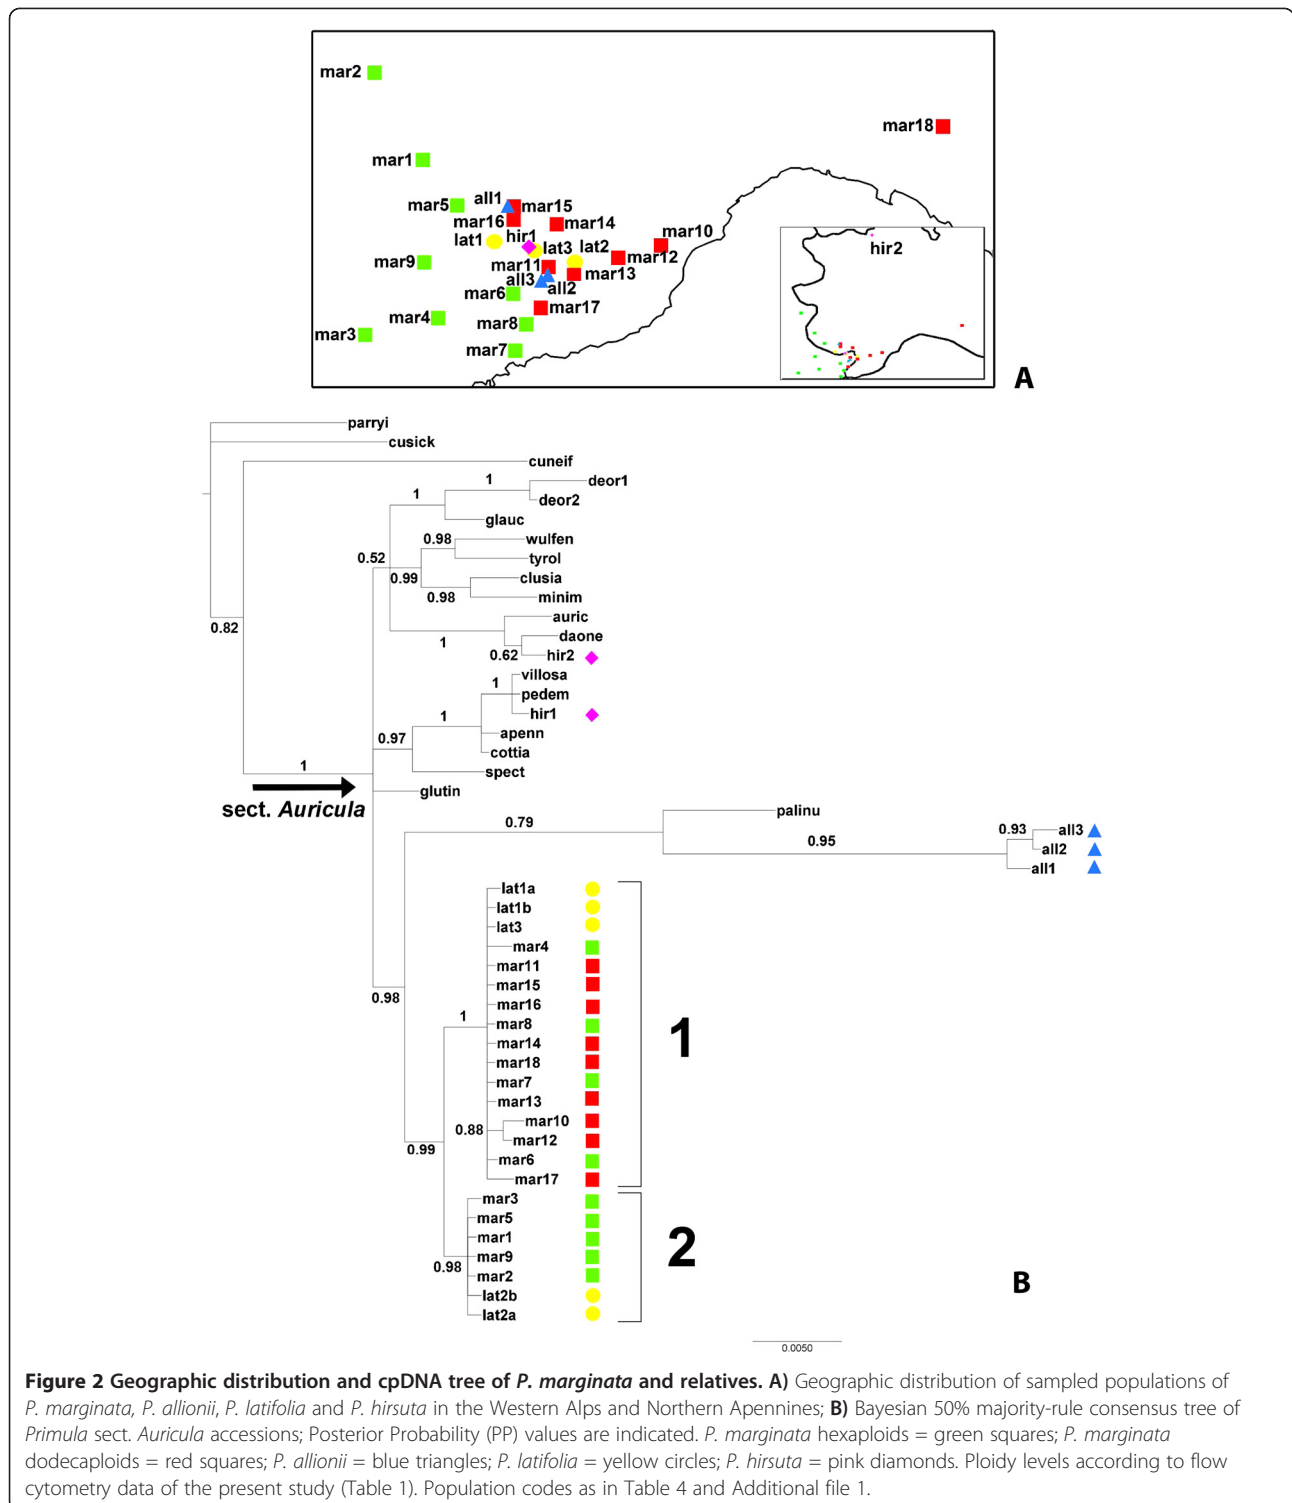 mar2
mar18
mar1
mar5
all1
mar15
mar16
mar14
lat1
hir1
lat3
lat2
mar10
mar9
mar11
mar12
mar13
all3
all2
mar6
mar17
mar4
mar8
mar3
mar7
hir2
A
parryi
cusick
cuneif
1
deor1
1
deor2
glauc
0.98
wulfen
0.52
tyrol
0.99
clusia
0.98
minim
auric
0.82
daone
1
0.62
hir2
1
villosa
pedem
1
hir1
apenn
0.97
cottia
1
spect
glutin
sect. Auricula
palinu
0.79
0.93
all3
0.95
all2
all1
lat1a
lat1b
lat3
mar4
mar11
mar15
0.98
mar16
1
mar8
1
mar14
mar18
mar7
mar13
mar10
0.88
mar12
0.99
mar6
mar17
mar3
mar5
mar1
2
mar9
0.98
mar2
B
lat2b
lat2a
0.0050
Figure 2 Geographic distribution and cpDNA tree of P. marginata and relatives. A) Geographic distribution of sampled populations of
P. marginata, P. allionii, P. latifolia and P. hirsuta in the Western Alps and Northern Apennines; B) Bayesian 50% majority-rule consensus tree of
Primula sect. Auricula accessions; Posterior Probability (PP) values are indicated. P. marginata hexaploids = green squares; P. marginata
dodecaploids = red squares; P. allionii = blue triangles; P. latifolia = yellow circles; P. hirsuta = pink diamonds. Ploidy levels according to flow
cytometry data of the present study (Table 1). Population codes as in Table 4 and Additional file 1.